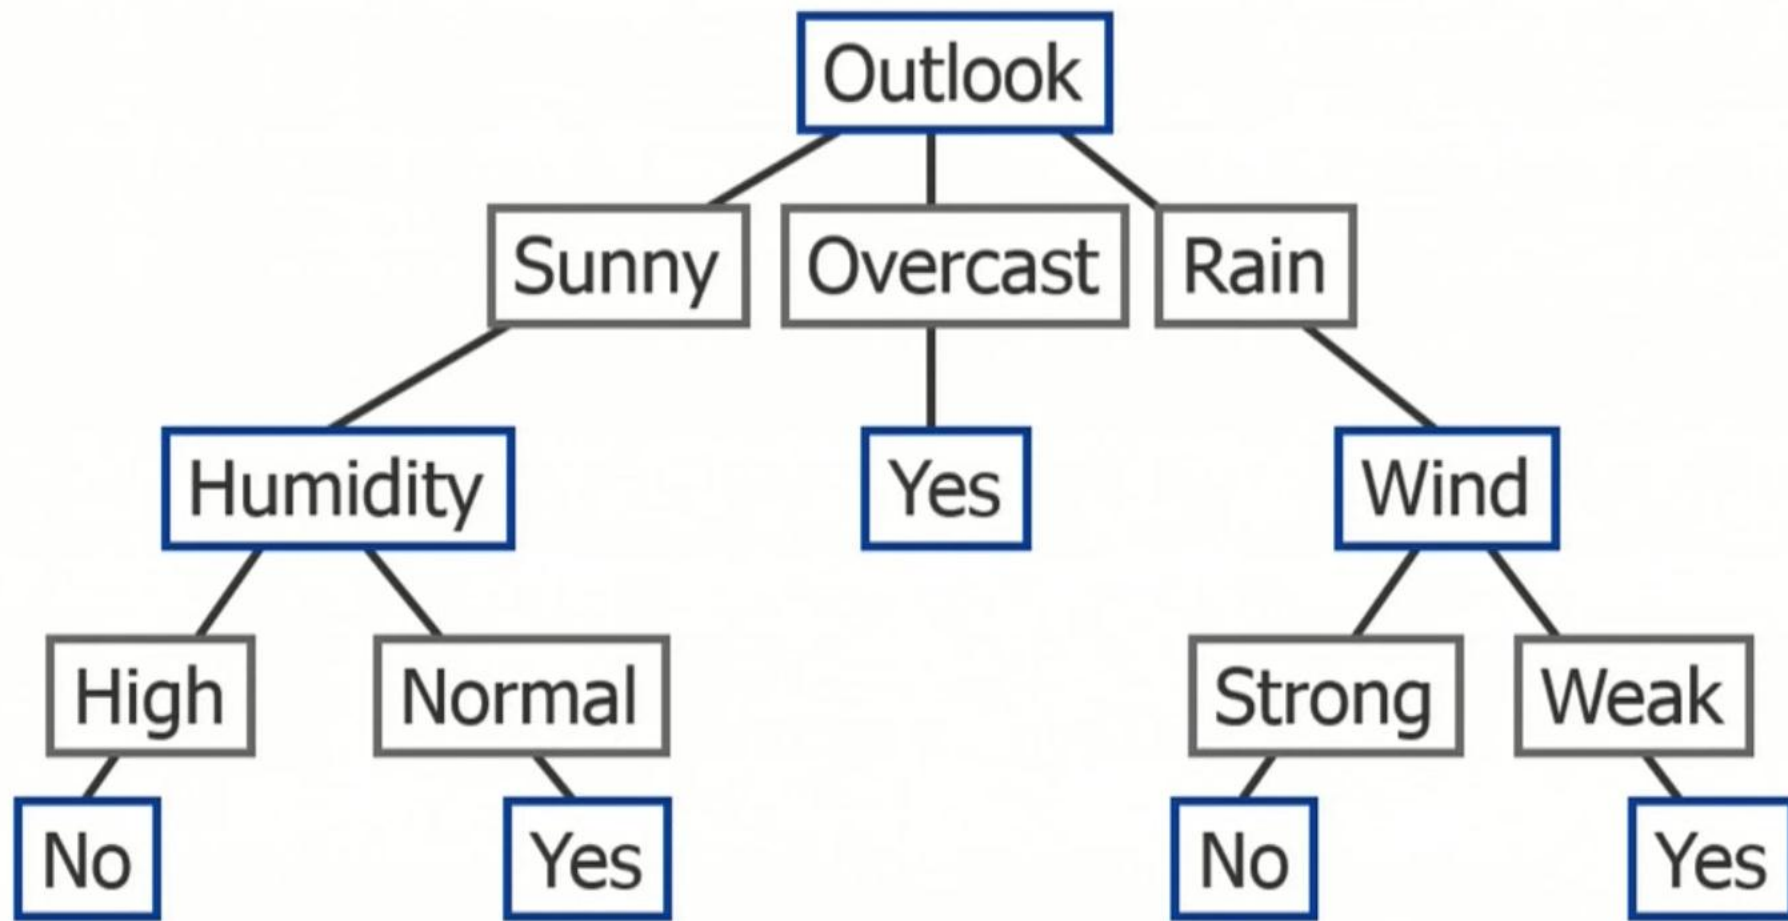 Outlook
Sunny Overcast Rain
Humidity Yes Wind
High Normal Strong Weak
No Yes No Yes